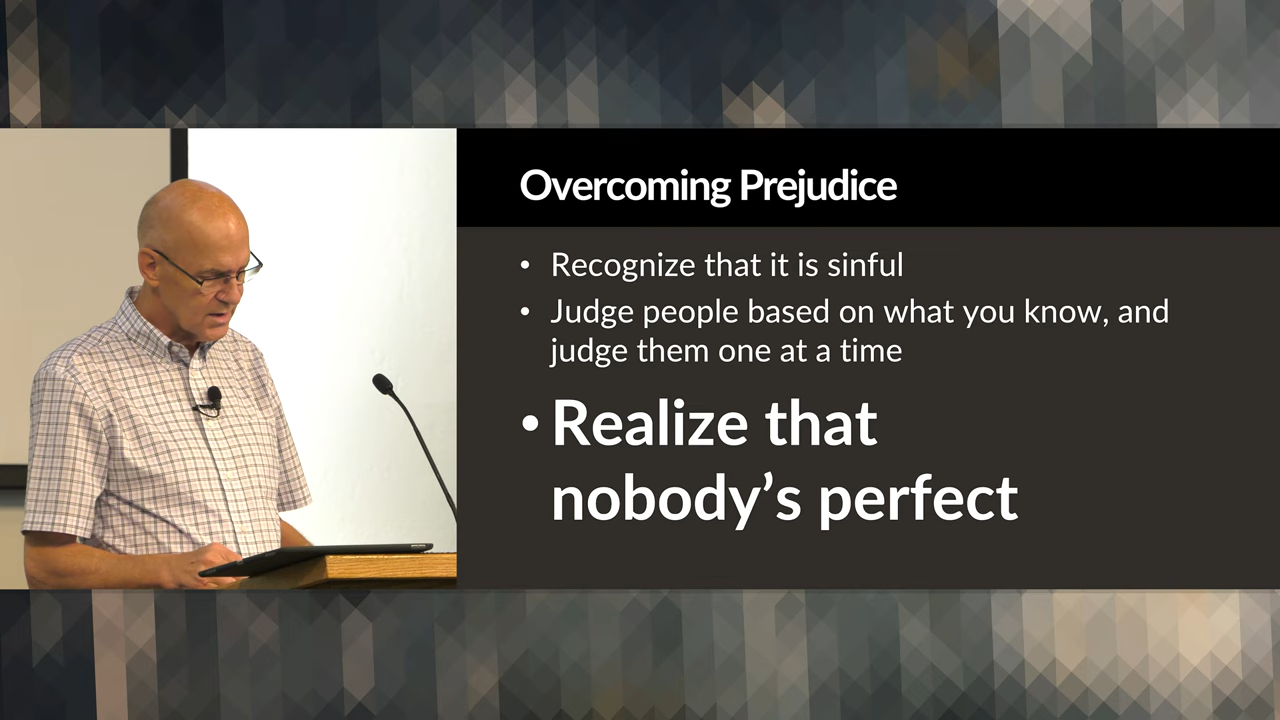 Overcoming Prejudice
• Recognize that it is sinful
• Judge people based on what you know, and
judge them one at a time
• Realize that
nobody’s perfect